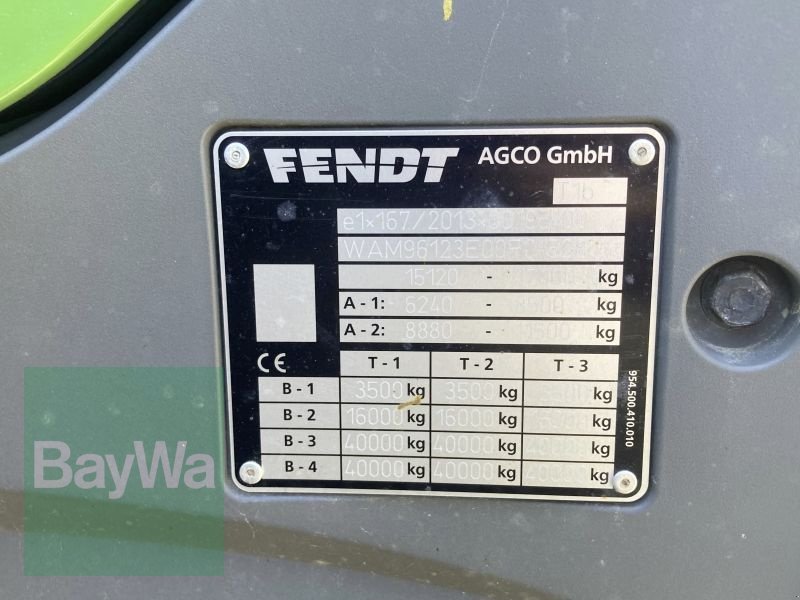 FENDT AGCO GmbH
T1b
e1*167/2013*
WAM96123E00F
15120 - kg
A - 1: 6240 - kg
A - 2: 8880 - kg
CE T - 1 T - 2 T - 3
B - 1 3500 kg 3500 kg kg
B - 2 16000 kg 16000 kg kg
B - 3 40000 kg 40000 kg kg
B - 4 40000 kg 40000 kg kg
954.500.410.010
BayWa